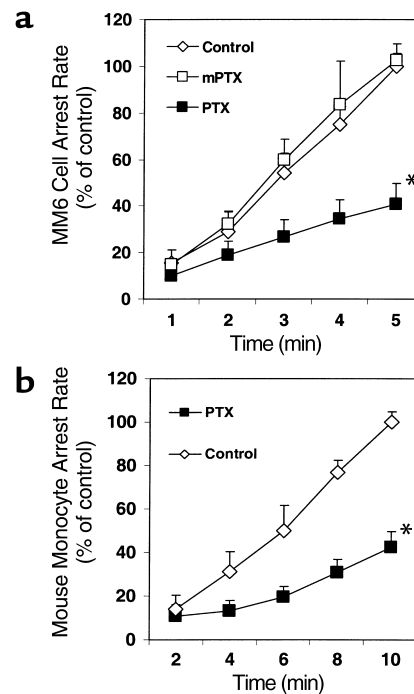 a
MM6 Cell Arrest Rate
(% of control)
120
100
80
60
40
20
0
Control
mPTX
PTX
*
1 2 3 4 5
Time (min)
b
Mouse Monocyte Arrest Rate
(% of control)
120
100
80
60
40
20
0
PTX
Control
*
2 4 6 8 10
Time (min)